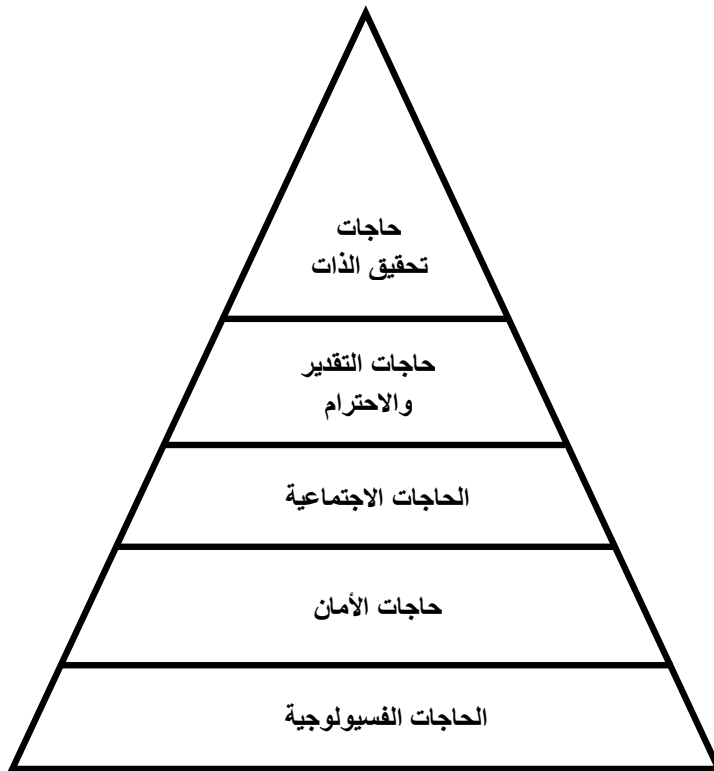 حاجات
تحقيق الذات
حاجات التقدير
والاحترام
الحاجات الاجتماعية
حاجات الأمان
الحاجات الفسيولوجية